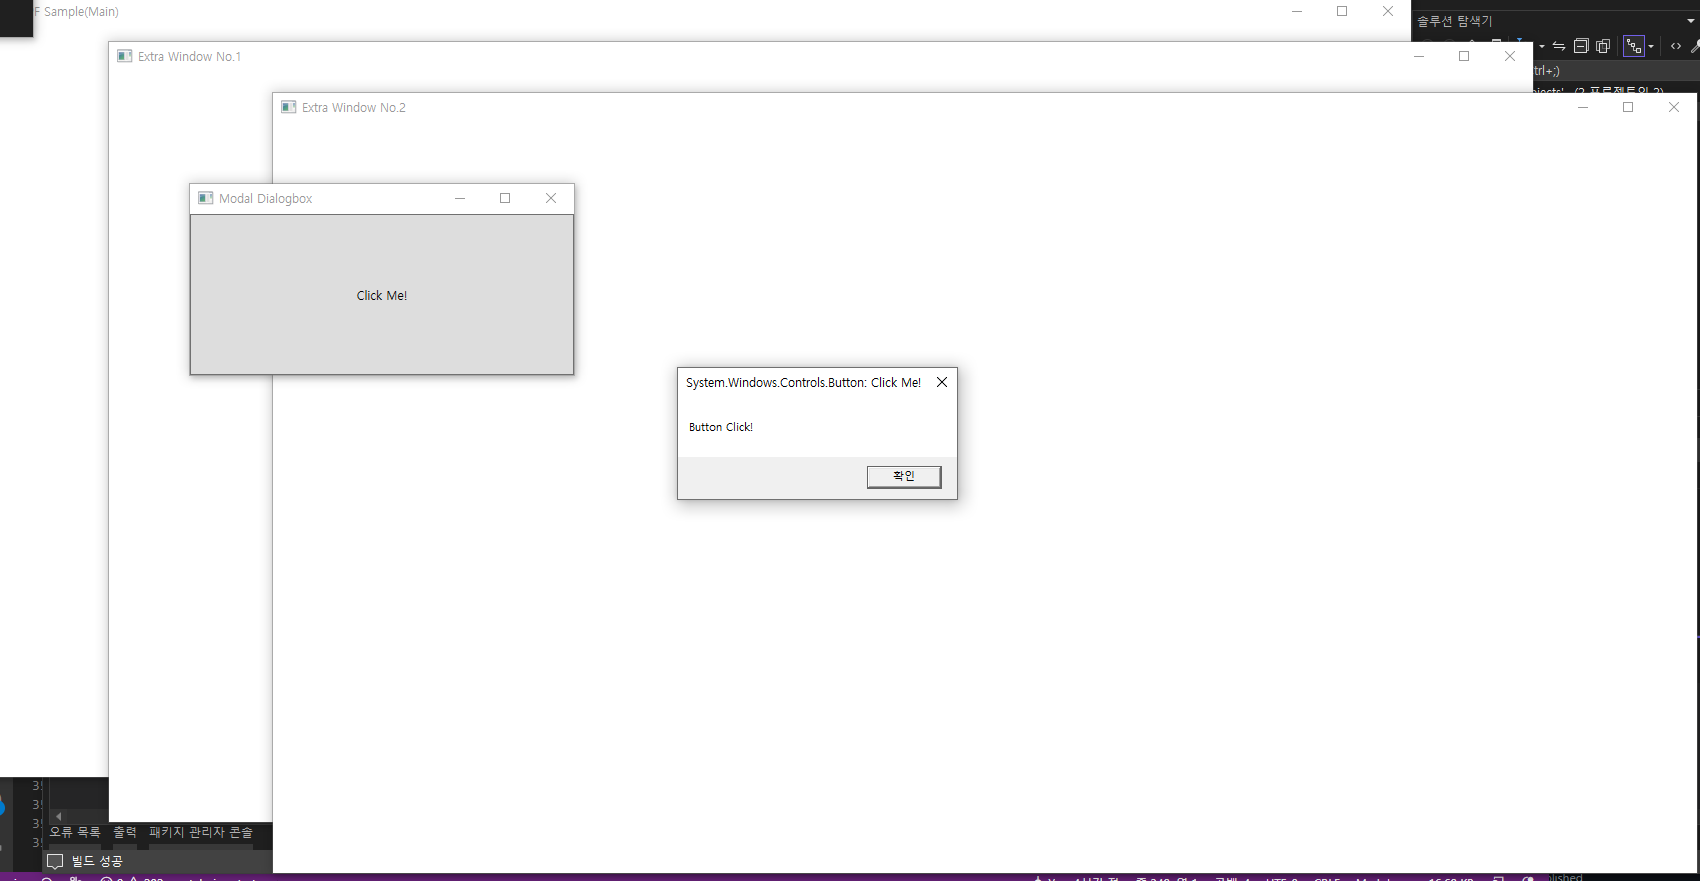 F Sample(Main)
솔루션 탐색기
Extra Window No.1
trl+;)
Extra Window No.2
Modal Dialogbox
Click Me!
System.Windows.Controls.Button: Click Me!
Button Click!
확인
오류 목록 출력 패키지 관리자 콘솔
빌드 성공